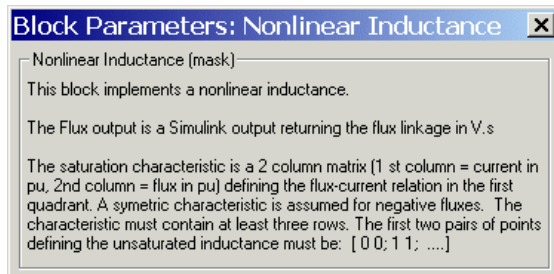 Block Parameters: Nonlinear Inductance
Nonlinear Inductance (mask)
This block implements a nonlinear inductance.
The Flux output is a Simulink output returning the flux linkage in V.s
The saturation characteristic is a 2 column matrix (1 st column = current in
pu, 2nd column = flux in pu) defining the flux-current relation in the first
quadrant. A symetric characteristic is assumed for negative fluxes.  The
characteristic must contain at least three rows. The first two pairs of points
defining the unsaturated inductance must be:  [ 0 0; 1 1;  ....]